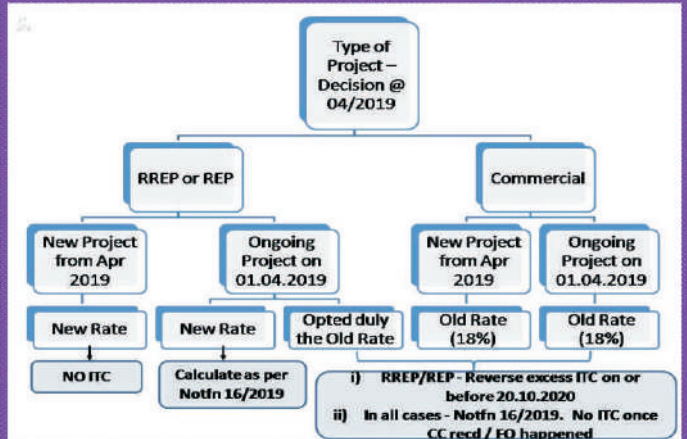 Type of
Project –
Decision @
04/2019
RREP or REP
Commercial
New Project
from Apr
2019
Ongoing
Project on
01.04.2019
New Project
from Apr
2019
Ongoing
Project on
01.04.2019
New Rate
New Rate
Opted duly
the Old Rate
Old Rate
(18%)
Old Rate
(18%)
NO ITC
Calculate as per
Notfn 16/2019
i) RREP/REP - Reverse excess ITC on or
before 20.10.2020
ii) In all cases - Notfn 16/2019. No ITC once
CC recd / FO happened